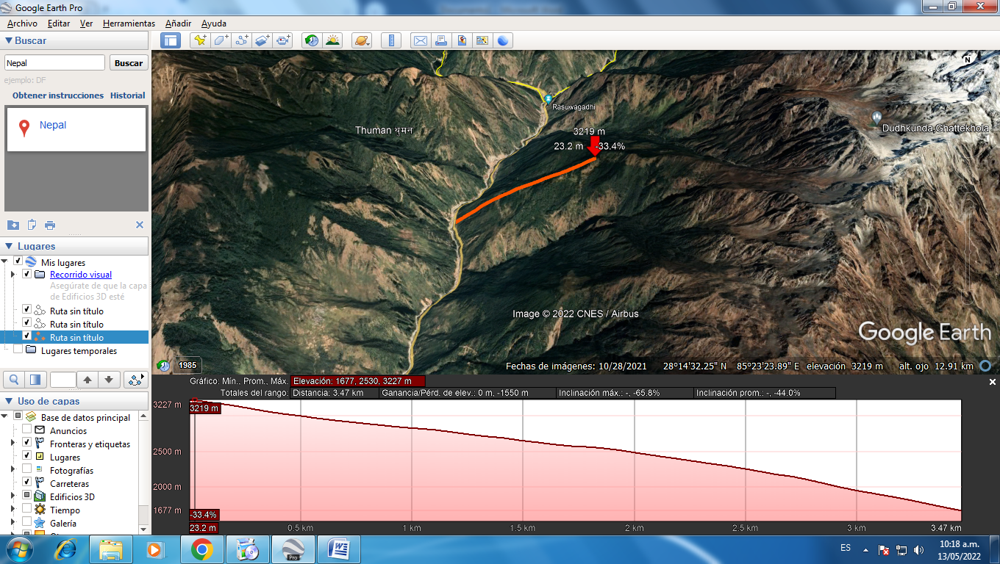 Google Earth Pro
Archivo Editar Ver Herramientas Añadir Ayuda
Buscar
Nepal
Buscar
ejemplo: DF
Obtener instrucciones Historial
Nepal
Lugares
Mis lugares
Recorrido visual
Asegúrate de que la capa
de Edificios 3D esté
Ruta sin título
Ruta sin título
Ruta sin título
Lugares temporales
Uso de capas
Base de datos principal
Anuncios
Fronteras y etiquetas
Lugares
Fotografías
Carreteras
Edificios 3D
Tiempo
Galería
N
Rasuwagadhi
Thuman थुमन
3219 m
23.2 m -33.4%
Dudhkunda,Ghattekhola
Image © 2022 CNES / Airbus
Google Earth
1985
Fechas de imágenes: 10/28/2021 28°14'32.25" N 85°23'23.89" E elevación 3219 m alt. ojo 12.91 km
Gráfico: Mín., Prom., Máx. Elevación: 1677, 2530, 3227 m
Totales del rango: Distancia: 3.47 km Ganancia/Pérd. de elev.: 0 m, -1550 m Inclinación máx.: -, -65.8% Inclinación prom.: -, -44.0%
3227 m
3219 m
2500 m
2000 m
1677 m
-33.4%
23.2 m 0.5 km 1 km 1.5 km 2 km 2.5 km 3 km 3.47 km
Pro
ES
10:18 a.m.
13/05/2022